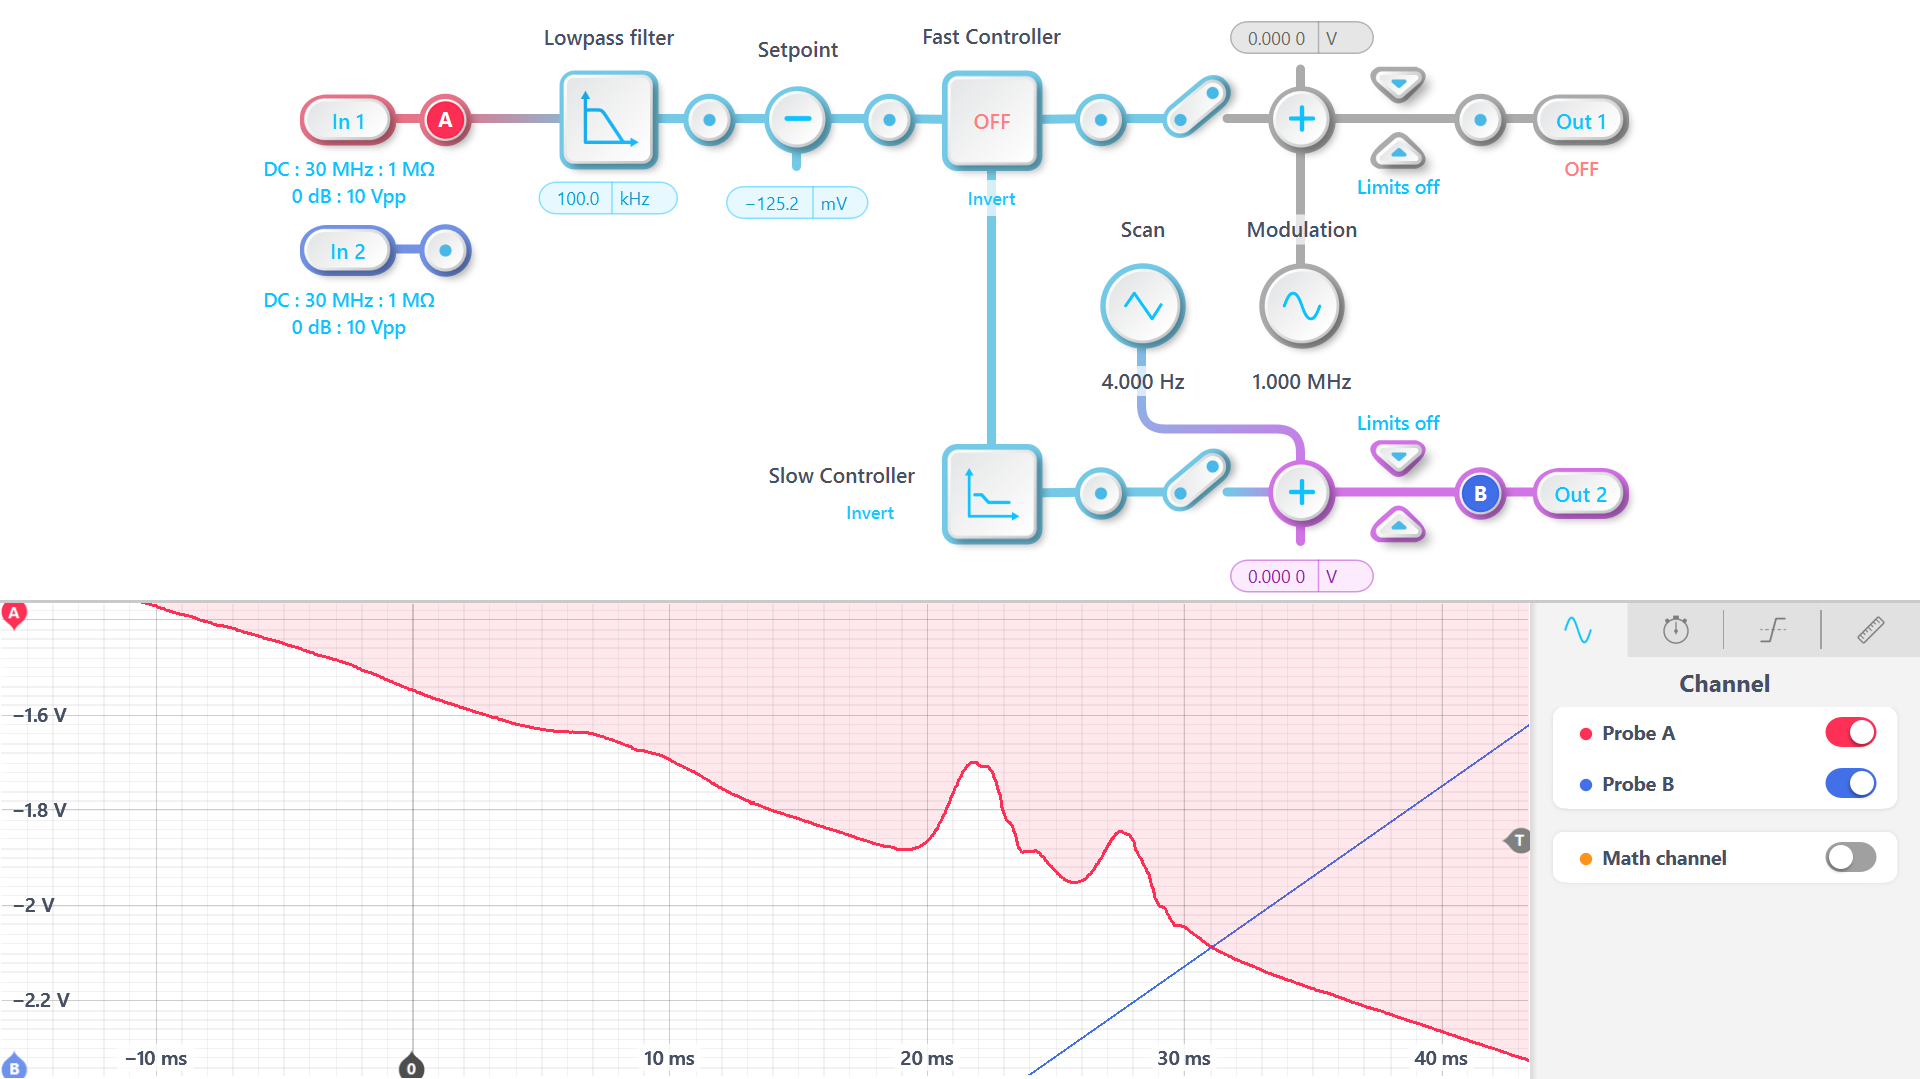 Lowpass filter
Setpoint
Fast Controller
0.000 0 V
In 1
A
OFF
Out 1
DC : 30 MHz : 1 MΩ
0 dB : 10 Vpp
100.0 kHz
−125.2 mV
Invert
Limits off
OFF
In 2
DC : 30 MHz : 1 MΩ
0 dB : 10 Vpp
Scan
Modulation
4.000 Hz
1.000 MHz
Limits off
Slow Controller
Invert
B
Out 2
0.000 0 V
A
−1.6 V
−1.8 V
−2 V
−2.2 V
T
B
−10 ms
0
10 ms
20 ms
30 ms
40 ms
Channel
Probe A
Probe B
Math channel